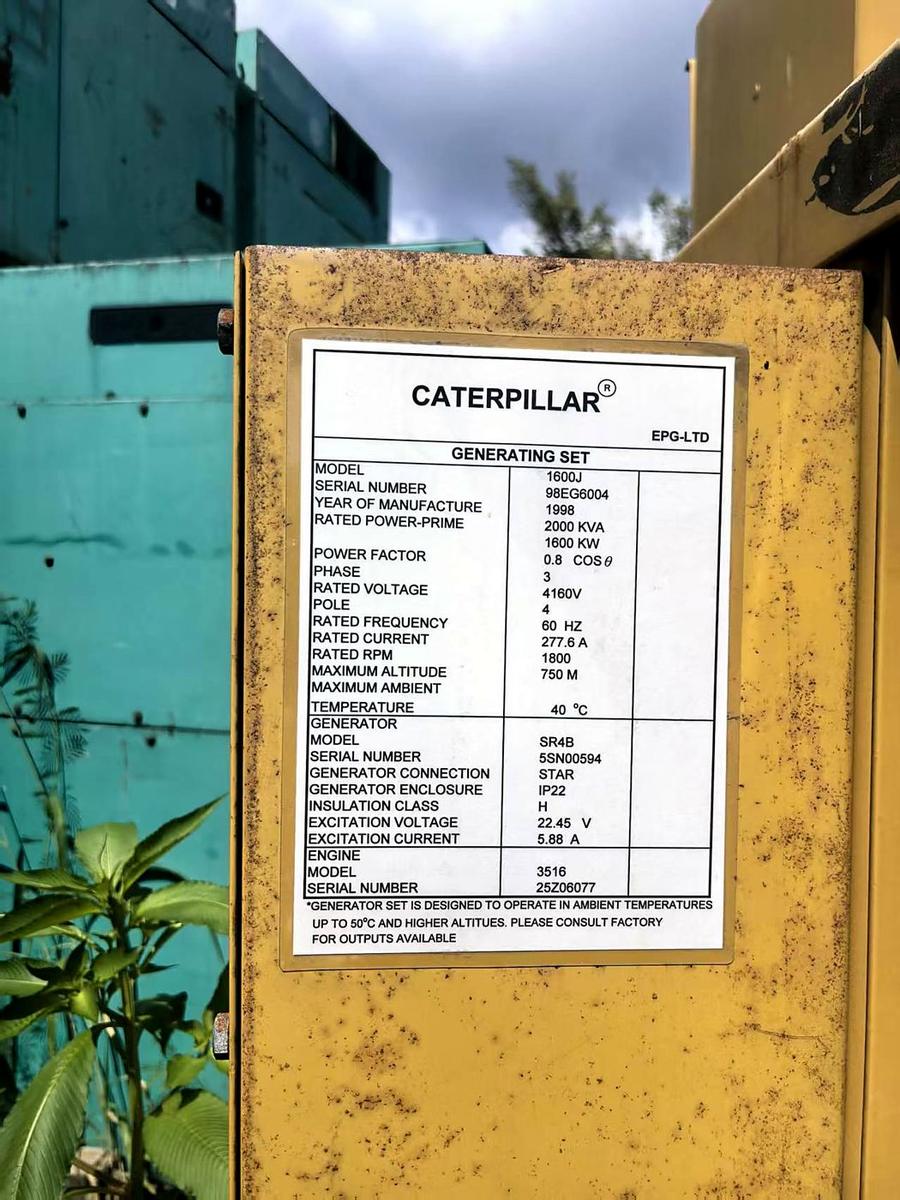 CATERPILLAR®
EPG-LTD
GENERATING SET
MODEL 1600J
SERIAL NUMBER 98EG6004
YEAR OF MANUFACTURE 1998
RATED POWER-PRIME 2000 KVA
1600 KW
POWER FACTOR 0.8 COSθ
PHASE 3
RATED VOLTAGE 4160V
POLE 4
RATED FREQUENCY 60 HZ
RATED CURRENT 277.6 A
RATED RPM 1800
MAXIMUM ALTITUDE 750 M
MAXIMUM AMBIENT
TEMPERATURE 40 °C
GENERATOR
MODEL SR4B
SERIAL NUMBER 5SN00594
GENERATOR CONNECTION STAR
GENERATOR ENCLOSURE IP22
INSULATION CLASS H
EXCITATION VOLTAGE 22.45 V
EXCITATION CURRENT 5.88 A
ENGINE
MODEL 3516
SERIAL NUMBER 25Z06077
*GENERATOR SET IS DESIGNED TO OPERATE IN AMBIENT TEMPERATURES
UP TO 50°C AND HIGHER ALTITUES. PLEASE CONSULT FACTORY
FOR OUTPUTS AVAILABLE